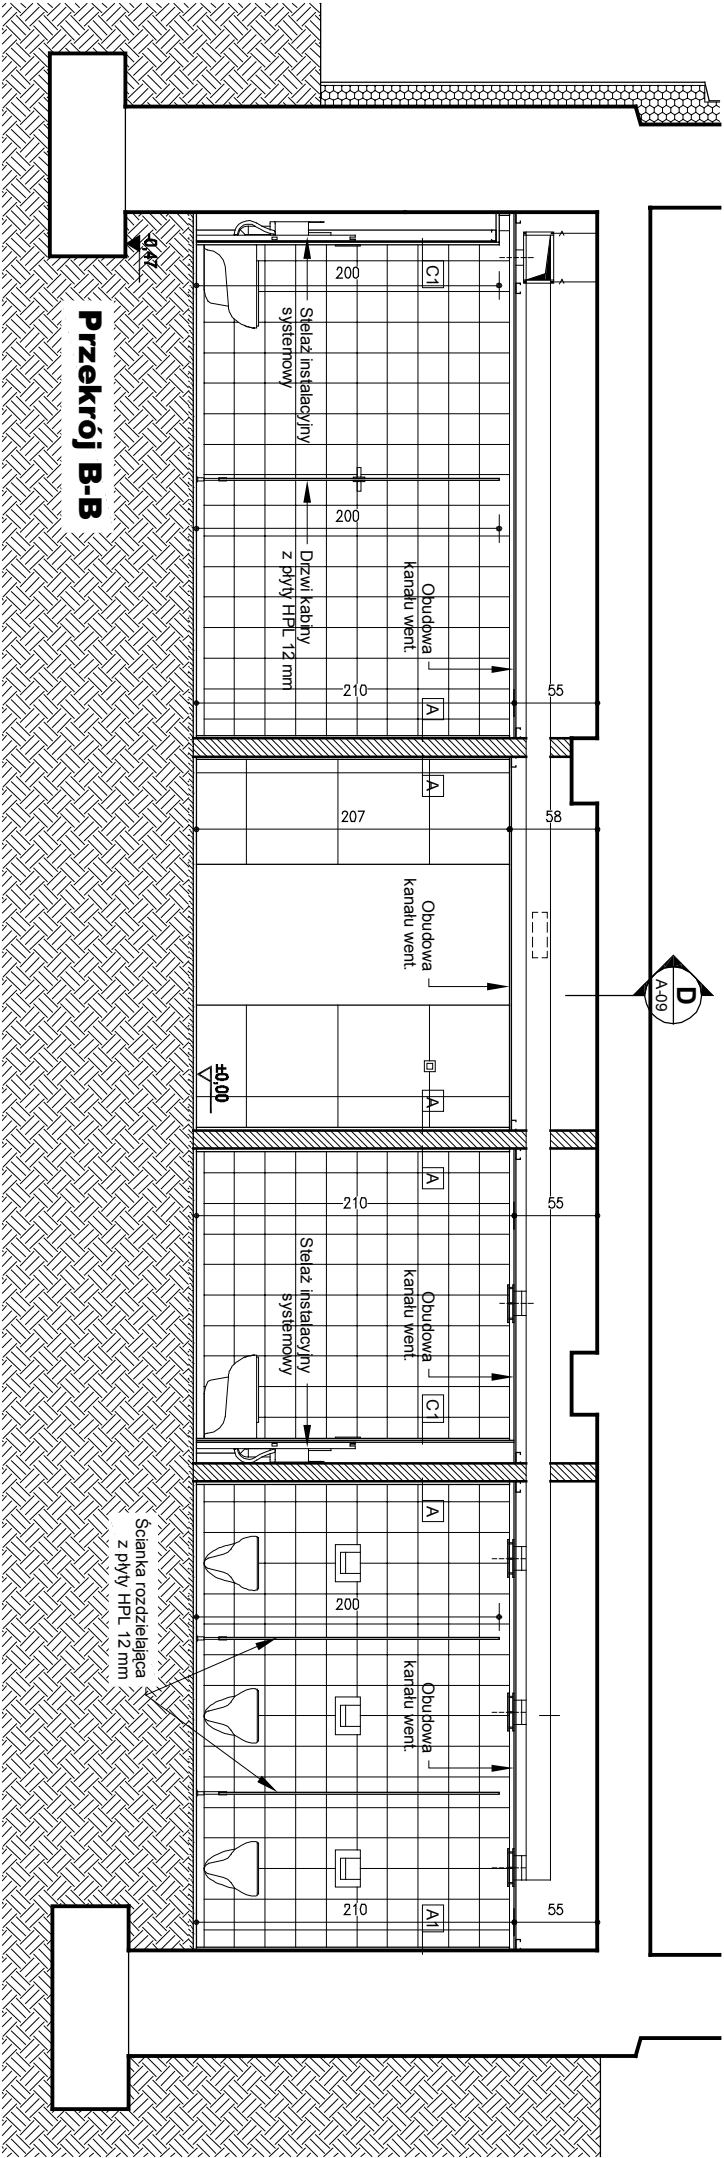 D
A-09
55
58
55
55
C1
A
A
A
A
C1
A
A1
Obudowa
kanału went.
Obudowa
kanału went.
Obudowa
kanału went.
Obudowa
kanału went.
200
200
210
207
210
200
210
Stelaż instalacyjny
systemowy
Drzwi kabiny
z płyty HPL 12 mm
Stelaż instalacyjny
systemowy
±0,00
-0,47
Ścianka rozdzielająca
z płyty HPL 12 mm
Przekrój B-B